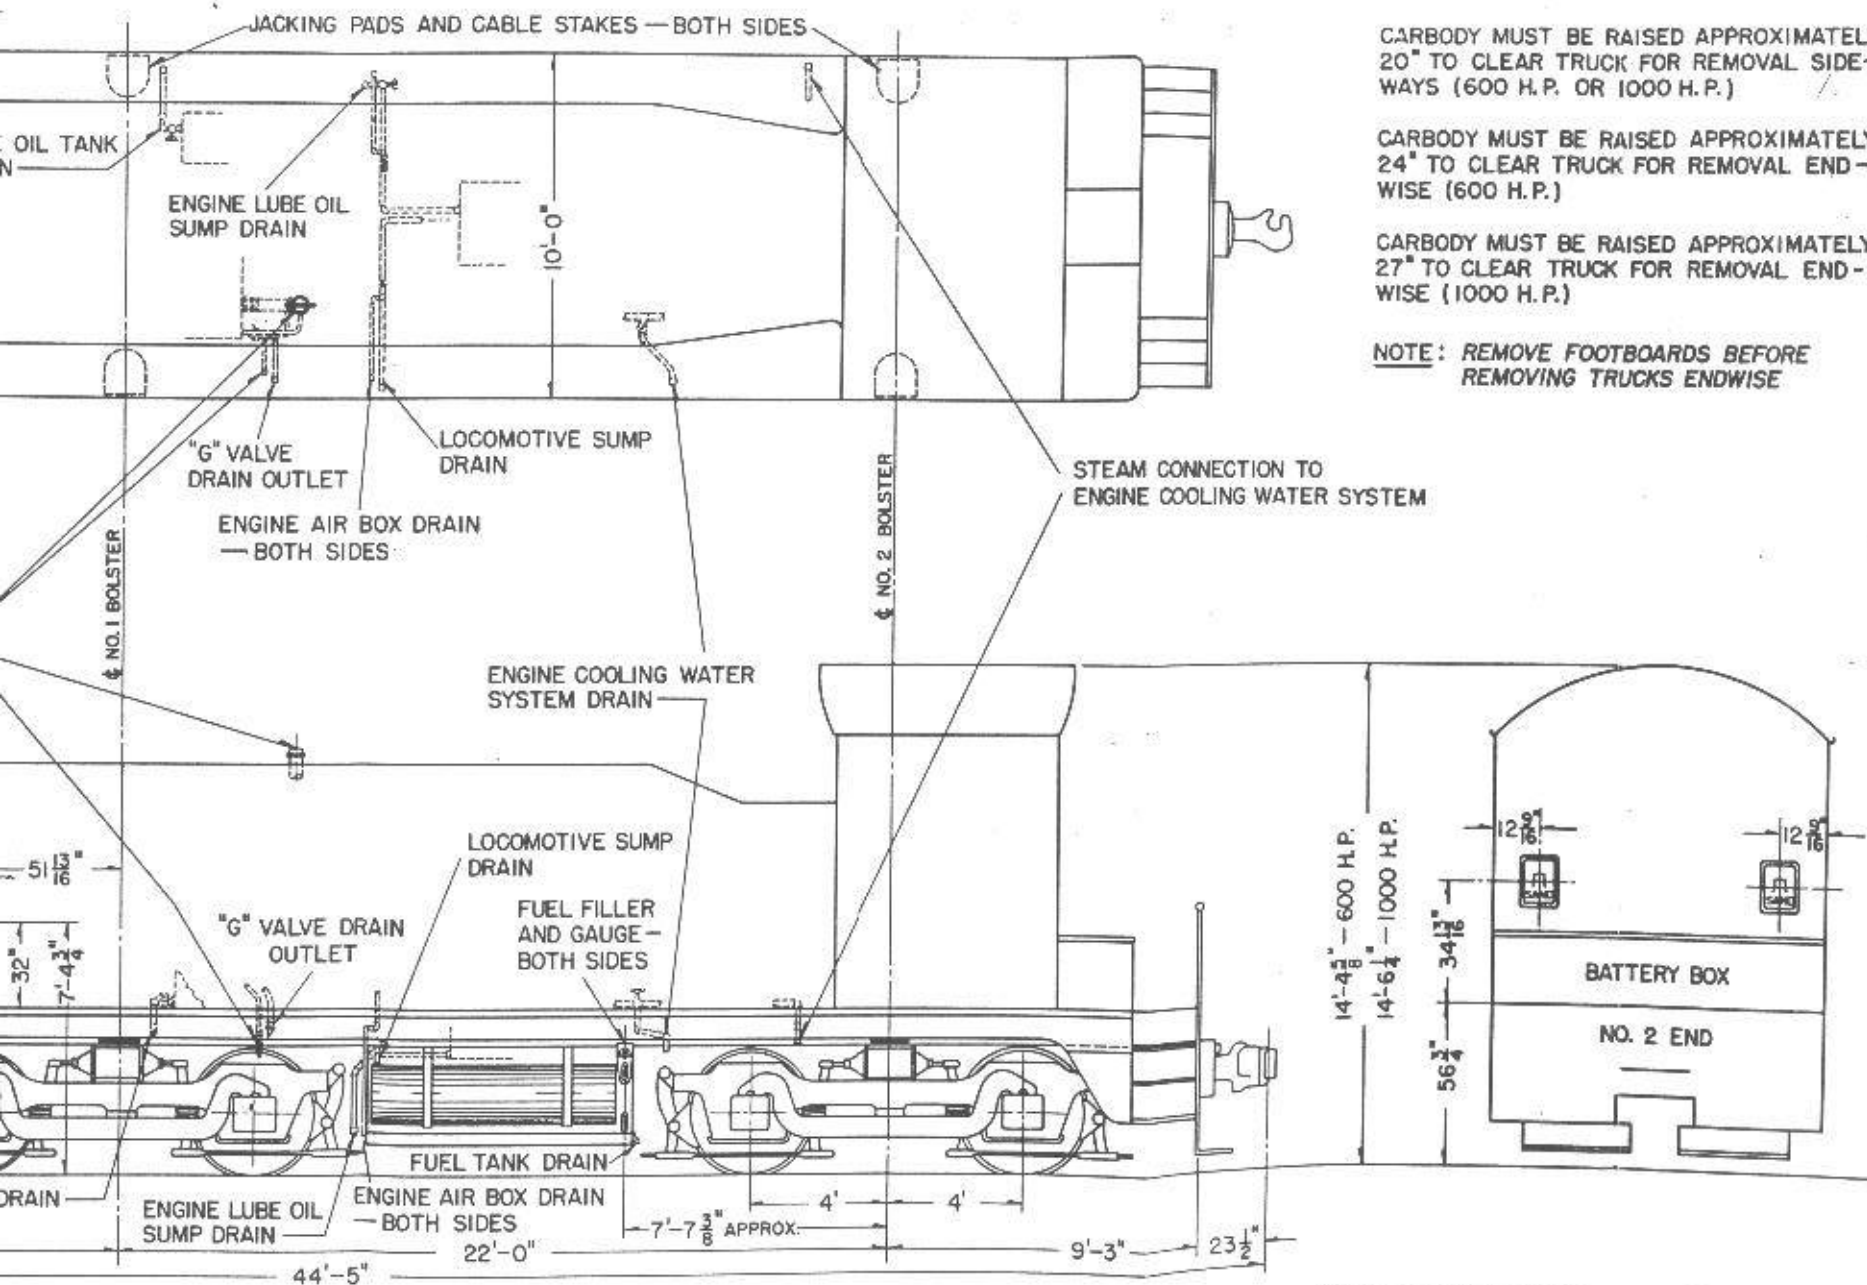 JACKING PADS AND CABLE STAKES — BOTH SIDES
CARBODY MUST BE RAISED
20" TO CLEAR TRUCK FOR REMOVAL SIDE-
WAYS (600 H.P. OR 1000 H.P.)
CARBODY MUST BE RAISED APPROXIMATELY
24" TO CLEAR TRUCK FOR REMOVAL END-
WISE (600 H.P.)
CARBODY MUST BE RAISED APPROXIMATELY
27" TO CLEAR TRUCK FOR REMOVAL END-
WISE (1000 H.P.)
NOTE: REMOVE FOOTBOARDS BEFORE
REMOVING TRUCKS ENDWISE
OIL TANK
ENGINE LUBE OIL
SUMP DRAIN
10'-0"
"G" VALVE
DRAIN OUTLET
LOCOMOTIVE SUMP
DRAIN
ENGINE AIR BOX DRAIN
— BOTH SIDES
STEAM CONNECTION TO
ENGINE COOLING WATER SYSTEM
℄ NO. 1 BOLSTER
℄ NO. 2 BOLSTER
ENGINE COOLING WATER
SYSTEM DRAIN
LOCOMOTIVE SUMP
DRAIN
51 13/16"
"G" VALVE DRAIN
OUTLET
FUEL FILLER
AND GAUGE —
BOTH SIDES
32"
7'-4 3/4"
14'-4 5/8" — 600 H.P.
14'-6 1/4" — 1000 H.P.
12 9/16"
12 9/16"
SAND
SAND
34 13/16"
56 3/4"
BATTERY BOX
NO. 2 END
FUEL TANK DRAIN
DRAIN
ENGINE LUBE OIL
SUMP DRAIN
ENGINE AIR BOX DRAIN
— BOTH SIDES
4'
4'
7'-7 3/8" APPROX.
22'-0"
9'-3"
23 1/2"
44'-5"